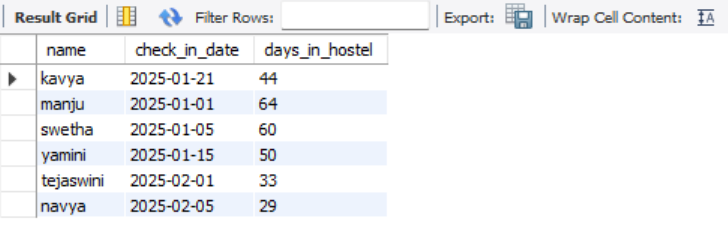 Result Grid Filter Rows: Export: Wrap Cell Content: IA
name check_in_date days_in_hostel
kavya 2025-01-21 44
manju 2025-01-01 64
swetha 2025-01-05 60
yamini 2025-01-15 50
tejaswini 2025-02-01 33
navya 2025-02-05 29